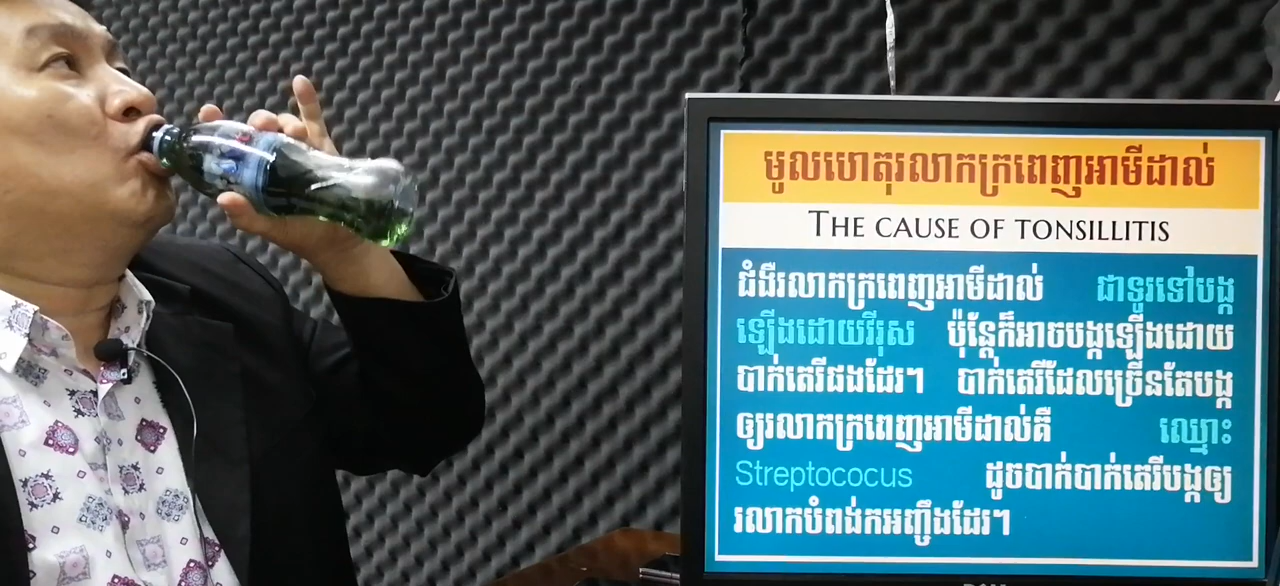 មូលហេតុរលាកក្រពេញអាមីដាល់
THE CAUSE OF TONSILLITIS
ជំងឺរលាកក្រពេញអាមីដាល់ ជាទូរទៅបង្ក
ឡើងដោយវីរុស ប៉ុន្តែក៏អាចបង្កឡើងដោយ
បាក់តេរីផងដែរ។ បាក់តេរីដែលច្រើនតែបង្ក
ឲ្យរលាកក្រពេញអាមីដាល់គឺ ឈ្មោះ
Streptococus ដូចបាក់បាក់តេរីបង្កឲ្យ
រលាកបំពង់កអញ្ចឹងដែរ។